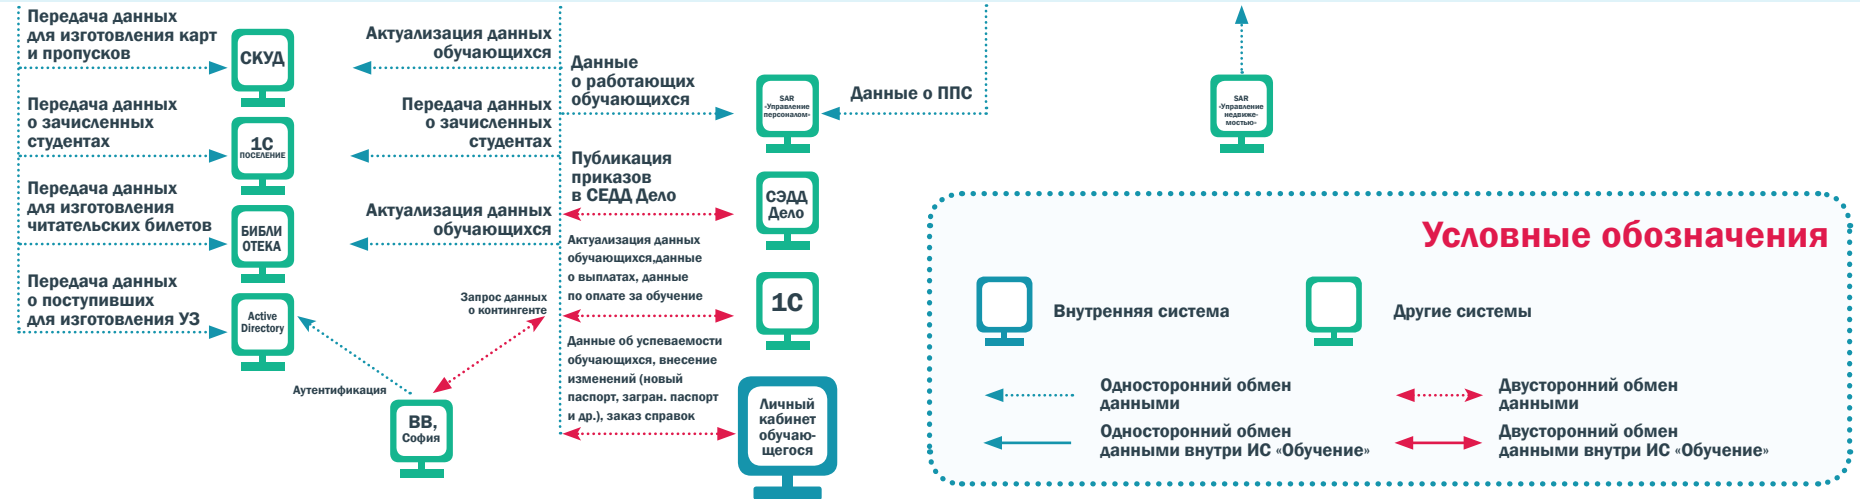 Передача данных
для изготовления карт
и пропусков
СКУД
Актуализация данных
обучающихся
Данные
о работающих
обучающихся
SAR
«Управление
персоналом»
Данные о ППС
SAR
«Управление
недвиже-
мостью»
Передача данных
о зачисленных
студентах
1С
ПОСЕЛЕНИЕ
Передача данных
о зачисленных
студентах
Публикация
приказов
в СЕДД Дело
СЭДД
Дело
Передача данных
для изготовления
читательских билетов
БИБЛИ
ОТЕКА
Актуализация данных
обучающихся
Актуализация данных
обучающихся,данные
о выплатах, данные
по оплате за обучение
1С
Передача данных
о поступивших
для изготовления УЗ
Active
Directory
Запрос данных
о контингенте
Аутентификация
ВВ,
София
Данные об успеваемости
обучающихся, внесение
изменений (новый
паспорт, загран. паспорт
и др.), заказ справок
Личный
кабинет
обучаю-
щегося
Условные обозначения
Внутренняя система
Другие системы
Односторонний обмен
данными
Двусторонний обмен
данными
Односторонний обмен
данными внутри ИС «Обучение»
Двусторонний обмен
данными внутри ИС «Обучение»